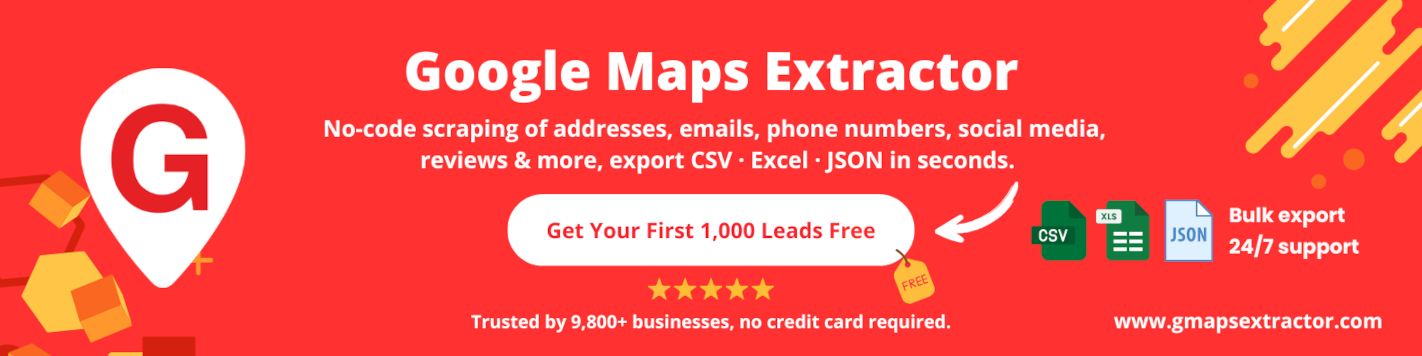 G
Google Maps Extractor
No-code scraping of addresses, emails, phone numbers, social media,
reviews & more, export CSV · Excel · JSON in seconds.
Get Your First 1,000 Leads Free
FREE
CSV
XLS
JSON
Bulk export
24/7 support
Trusted by 9,800+ businesses, no credit card required.
www.gmapsextractor.com